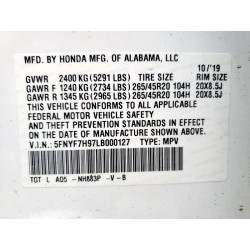 MFD. BY HONDA MFG. OF ALABAMA, LLC
10/'19
GVWR 2400 KG (5291 LBS) TIRE SIZE RIM SIZE
GAWR F 1240 KG (2734 LBS) 265/45R20 104H 20X8.5J
GAWR R 1345 KG (2965 LBS) 265/45R20 104H 20X8.5J
THIS VEHICLE CONFORMS TO ALL APPLICABLE
FEDERAL MOTOR VEHICLE SAFETY
AND THEFT PREVENTION STANDARDS IN EFFECT
ON THE DATE OF MANUFACTURE SHOWN ABOVE.
V.I.N.: 5FNYF7H97LB000127 TYPE: MPV
TGT L AD5 -NH883P -V-B